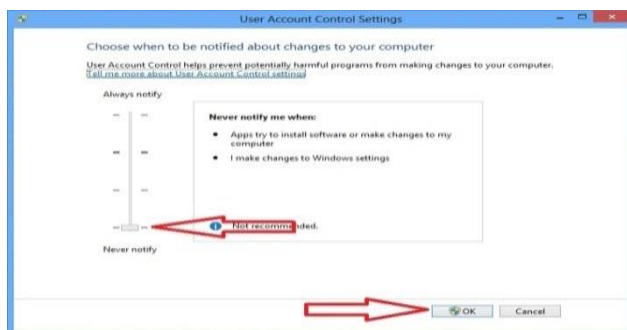 User Account Control Settings
Choose when to be notified about changes to your computer
User Account Control helps prevent potentially harmful programs from making changes to your computer.
Tell me more about User Account Control settings
Always notify
Never notify me when:
Apps try to install software or make changes to my
computer
I make changes to Windows settings
Not recommended.
Never notify
OK Cancel